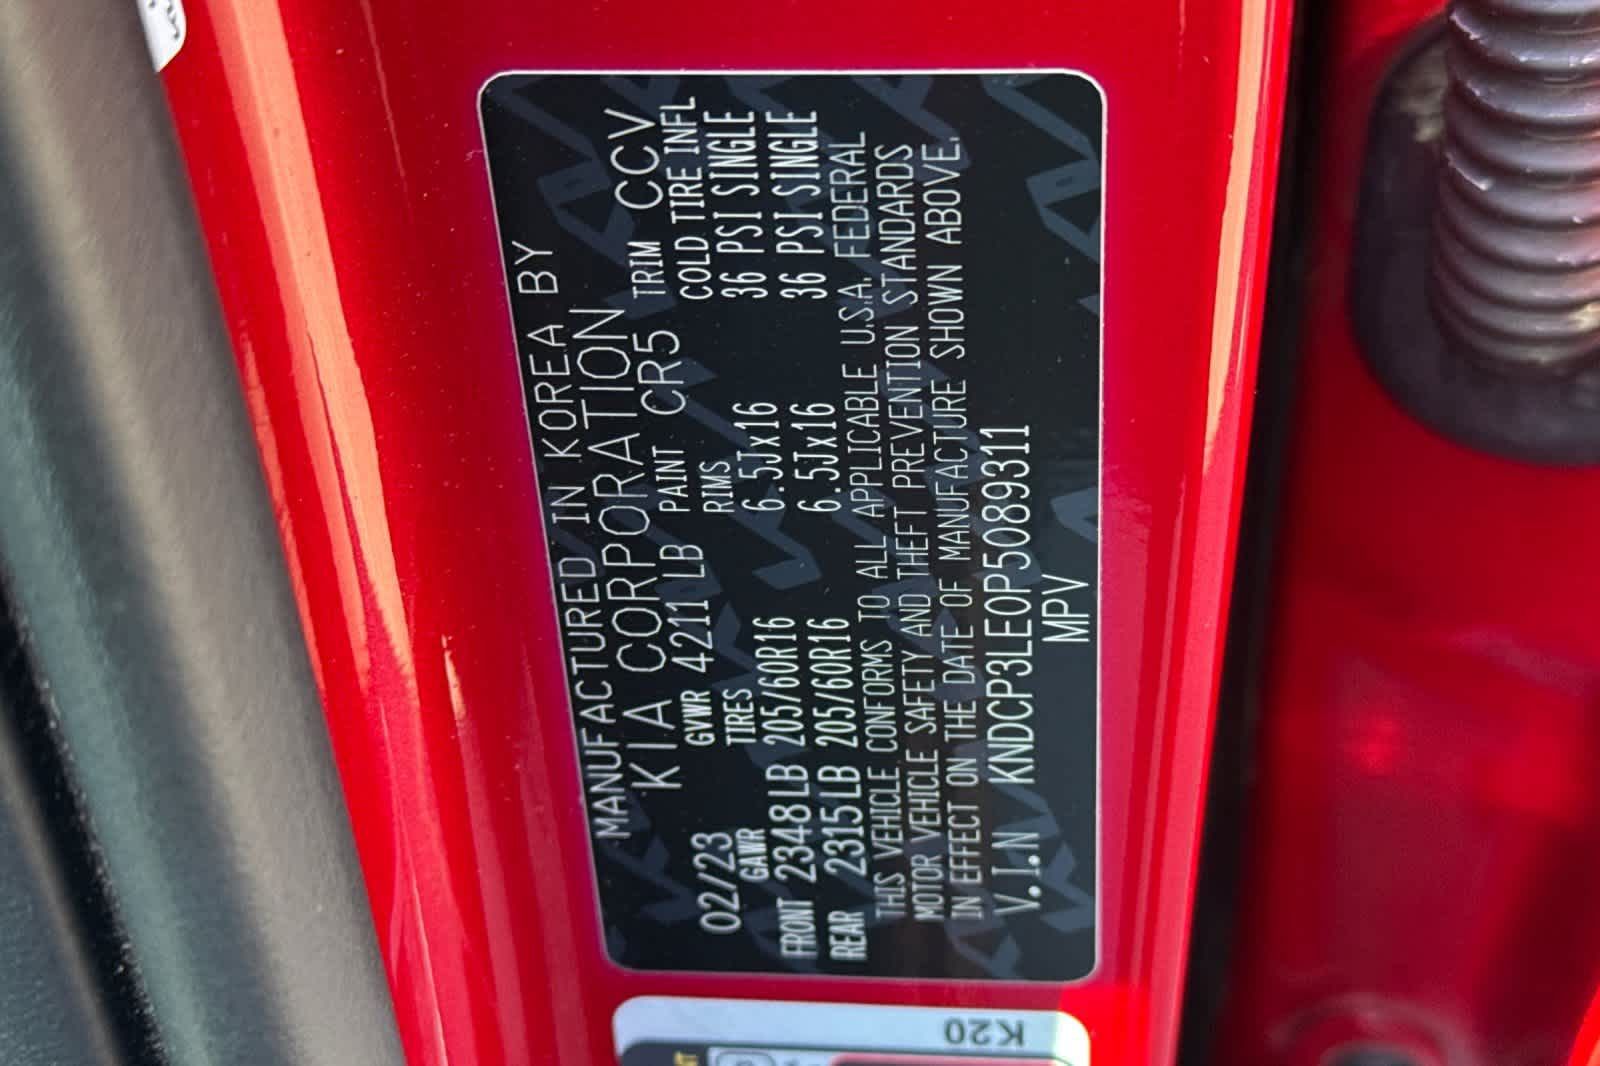 MANUFACTURED IN KOREA BY
KIA CORPORATION
02/23 GVWR 4211 LB PAINT CR5 TRIM CCV
GAWR TIRES RIMS COLD TIRE INFL
FRONT 2348LB 205/60R16 6.5Jx16 36 PSI SINGLE
REAR 2315LB 205/60R16 6.5Jx16 36 PSI SINGLE
THIS VEHICLE CONFORMS TO ALL APPLICABLE U.S.A. FEDERAL
MOTOR VEHICLE SAFETY AND THEFT PREVENTION STANDARDS
IN EFFECT ON THE DATE OF MANUFACTURE SHOWN ABOVE.
V.I.N KNDCP3LE0P5089311
MPV
K20